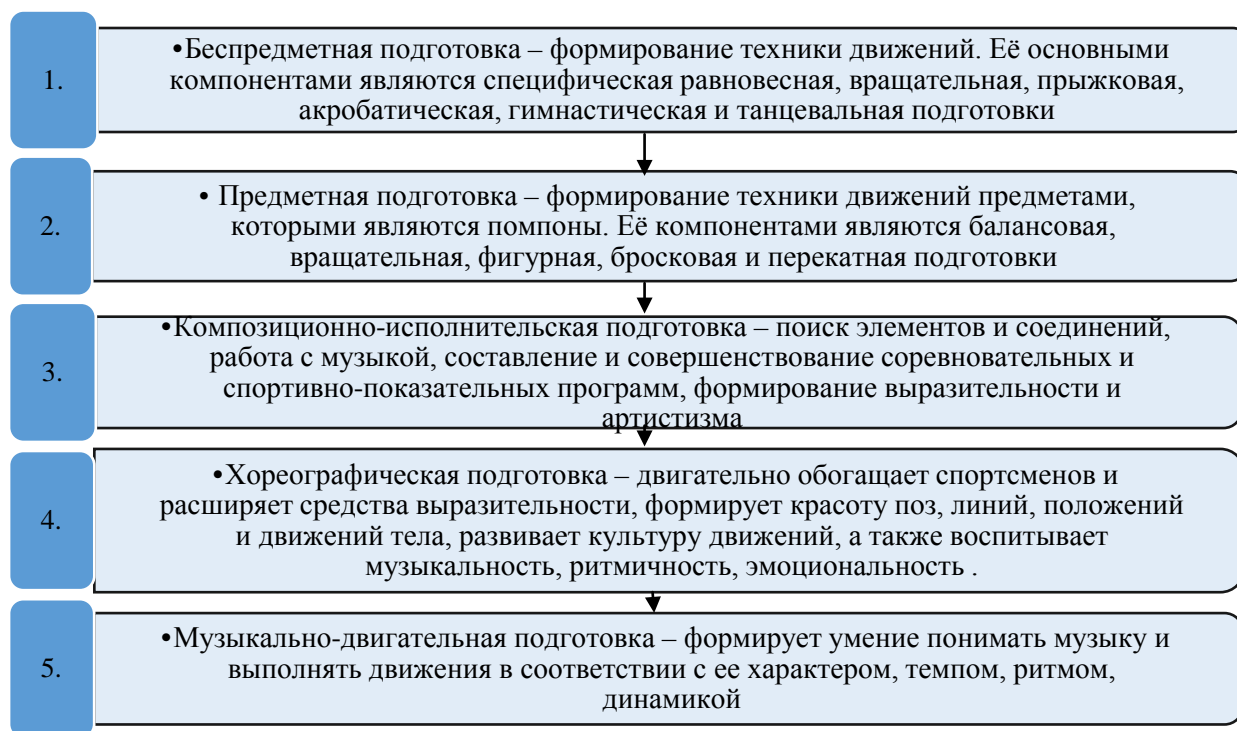 1.
•Беспредметная подготовка – формирование техники движений. Её основными
компонентами являются специфическая равновесная, вращательная, прыжковая,
акробатическая, гимнастическая и танцевальная подготовки
2.
• Предметная подготовка – формирование техники движений предметами,
которыми являются помпоны. Её компонентами являются балансовая,
вращательная, фигурная, бросковая и перекатная подготовки
3.
•Композиционно-исполнительская подготовка – поиск элементов и соединений,
работа с музыкой, составление и совершенствование соревновательных и
спортивно-показательных программ, формирование выразительности и
артистизма
4.
•Хореографическая подготовка – двигательно обогащает спортсменов и
расширяет средства выразительности, формирует красоту поз, линий, положений
и движений тела, развивает культуру движений, а также воспитывает
музыкальность, ритмичность, эмоциональность .
5.
•Музыкально-двигательная подготовка – формирует умение понимать музыку и
выполнять движения в соответствии с ее характером, темпом, ритмом,
динамикой